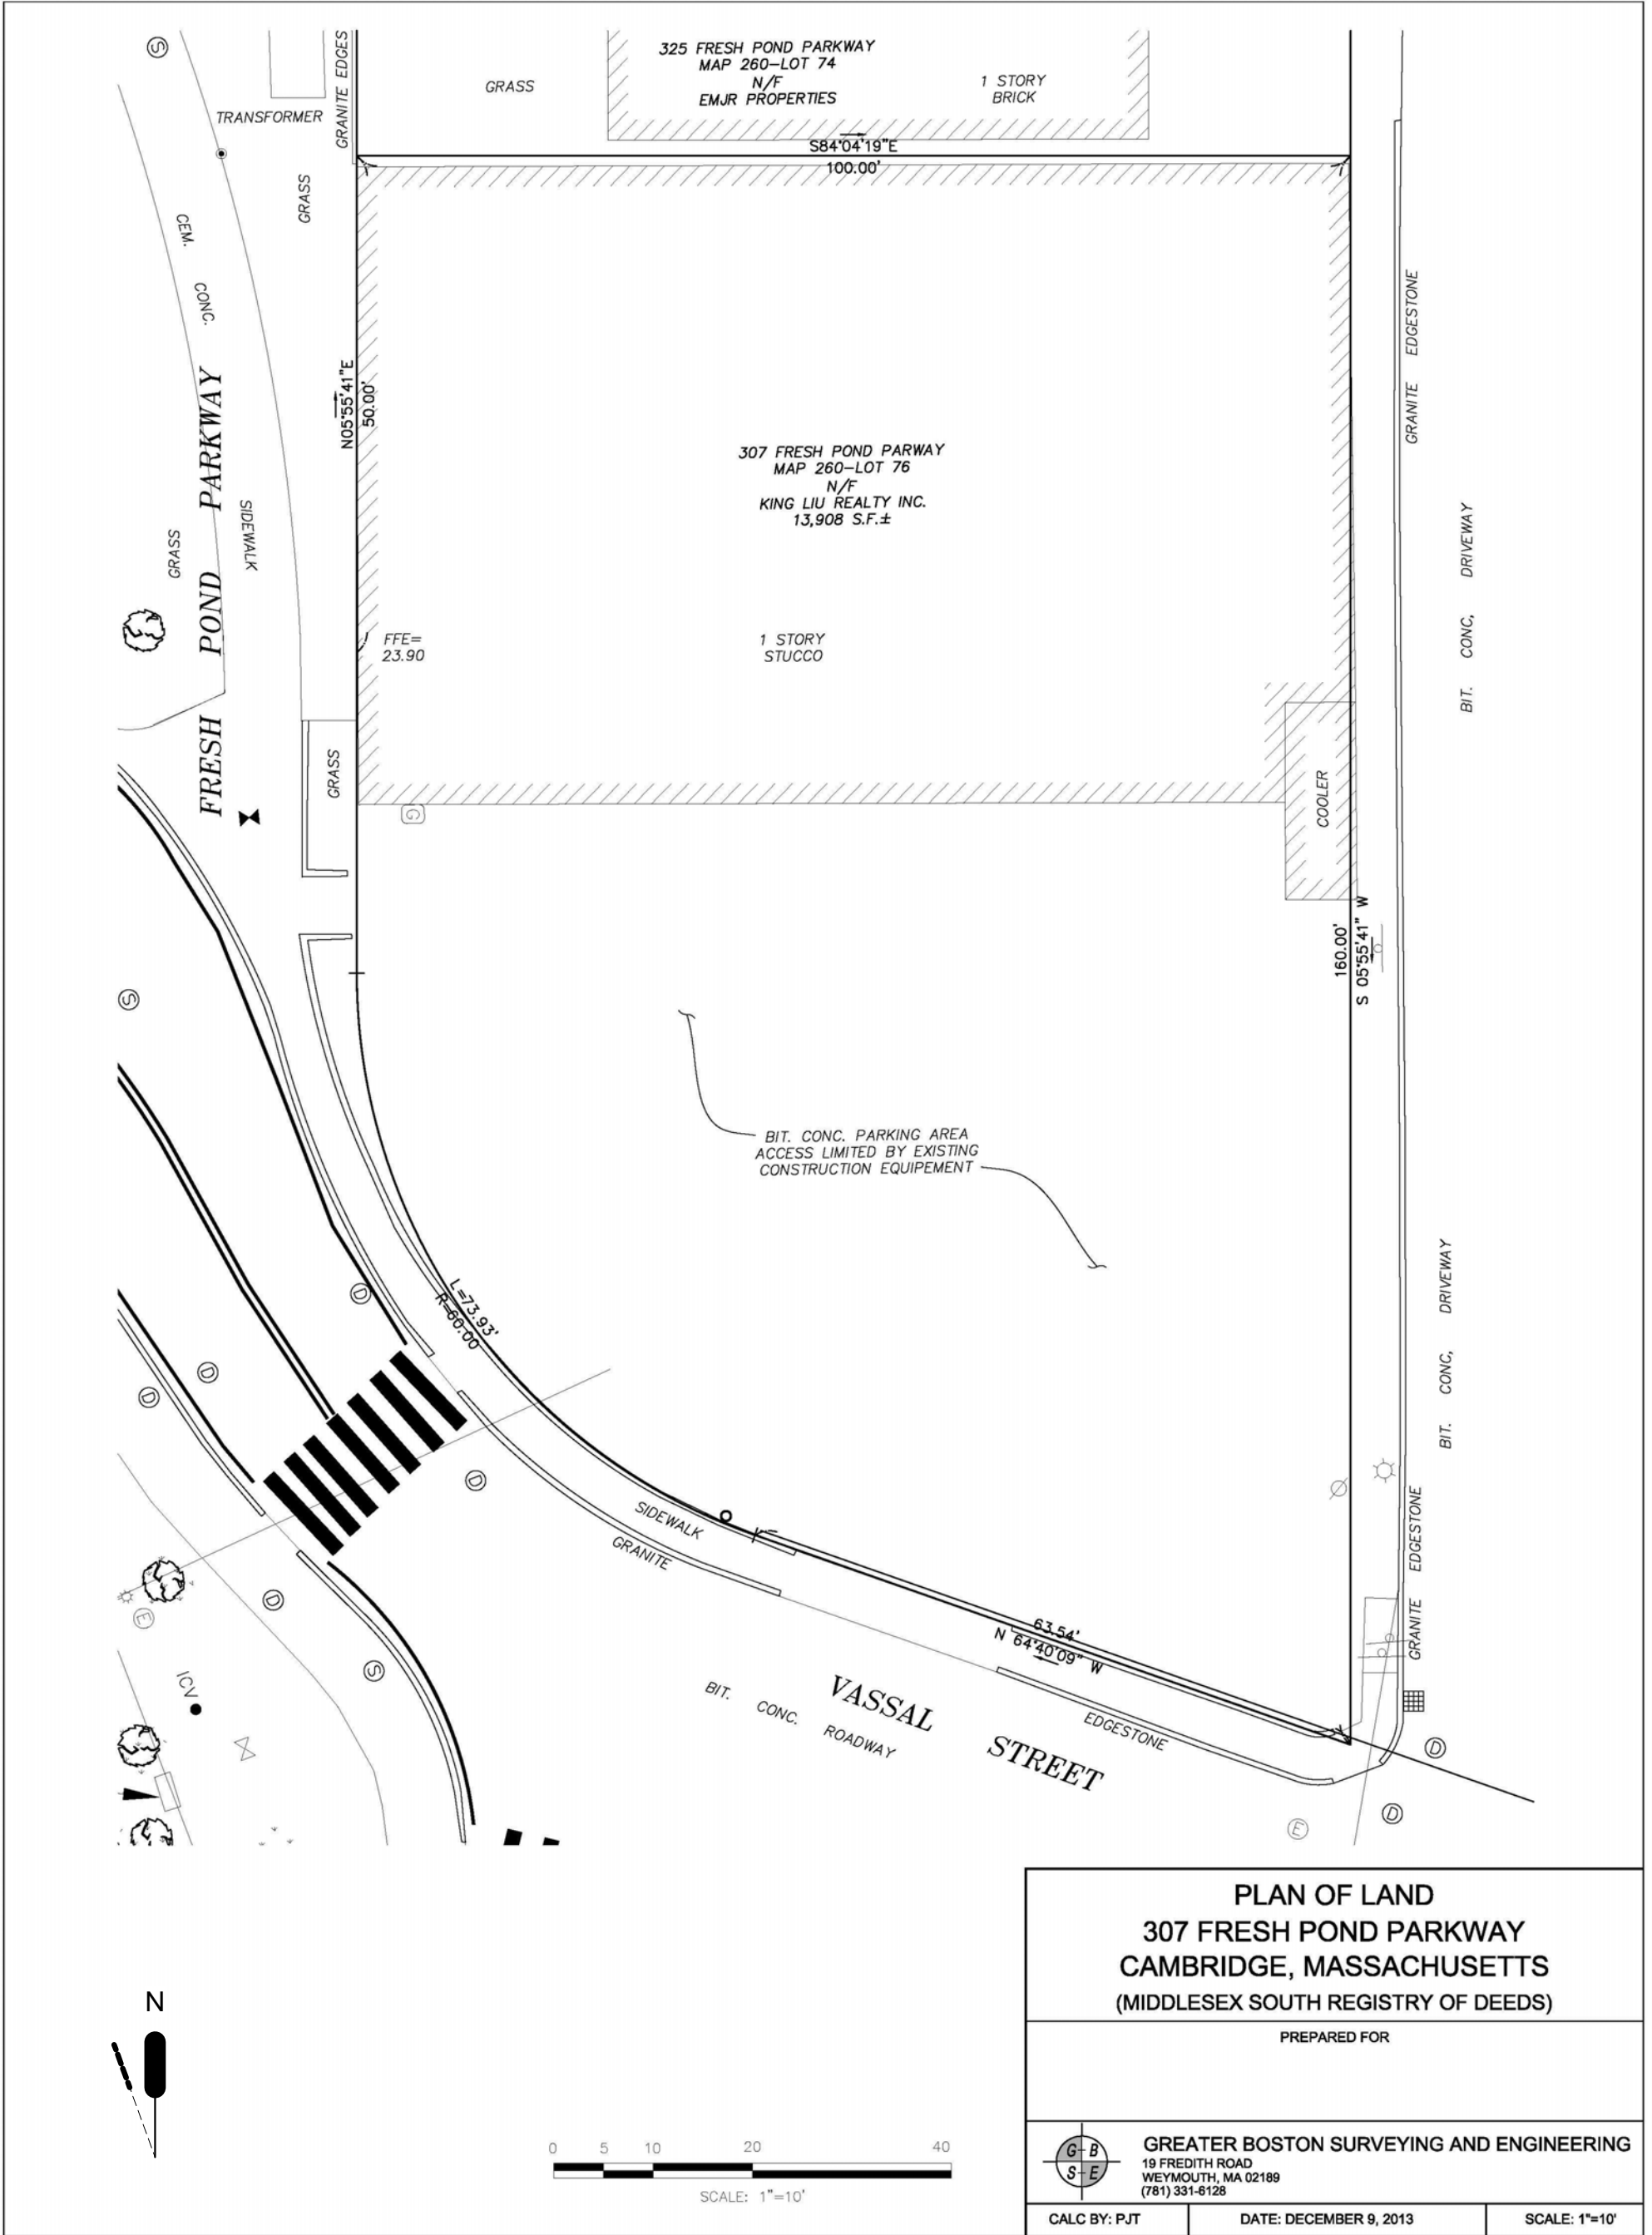 325 FRESH POND PARKWAY
MAP 260-LOT 74
N/F
EMJR PROPERTIES
1 STORY
BRICK
GRASS
GRANITE EDGES
TRANSFORMER
S
GRASS
CEM. CONC.
S84°04'19"E
100.00'
N05°55'41"E
50.00'
FRESH POND PARKWAY
SIDEWALK
GRASS
GRASS
307 FRESH POND PARWAY
MAP 260-LOT 76
N/F
KING LIU REALTY INC.
13,908 S.F.±
FFE=
23.90
1 STORY
STUCCO
COOLER
G
GRANITE EDGESTONE
BIT. CONC, DRIVEWAY
160.00'
S 05°55'41" W
S
BIT. CONC. PARKING AREA
ACCESS LIMITED BY EXISTING
CONSTRUCTION EQUIPEMENT
L=73.93'
R=60.00
D
D
D
D
BIT. CONC, DRIVEWAY
GRANITE EDGESTONE
SIDEWALK
GRANITE
63.54'
N 64°40'09" W
E
D
S
ICV
BIT. CONC. ROADWAY
VASSAL STREET
EDGESTONE
D
D
E
PLAN OF LAND
307 FRESH POND PARKWAY
CAMBRIDGE, MASSACHUSETTS
(MIDDLESEX SOUTH REGISTRY OF DEEDS)
PREPARED FOR
N
0 5 10 20 40
SCALE: 1"=10'
G B
S E
GREATER BOSTON SURVEYING AND ENGINEERING
19 FREDITH ROAD
WEYMOUTH, MA 02189
(781) 331-6128
CALC BY: PJT
DATE: DECEMBER 9, 2013
SCALE: 1"=10'